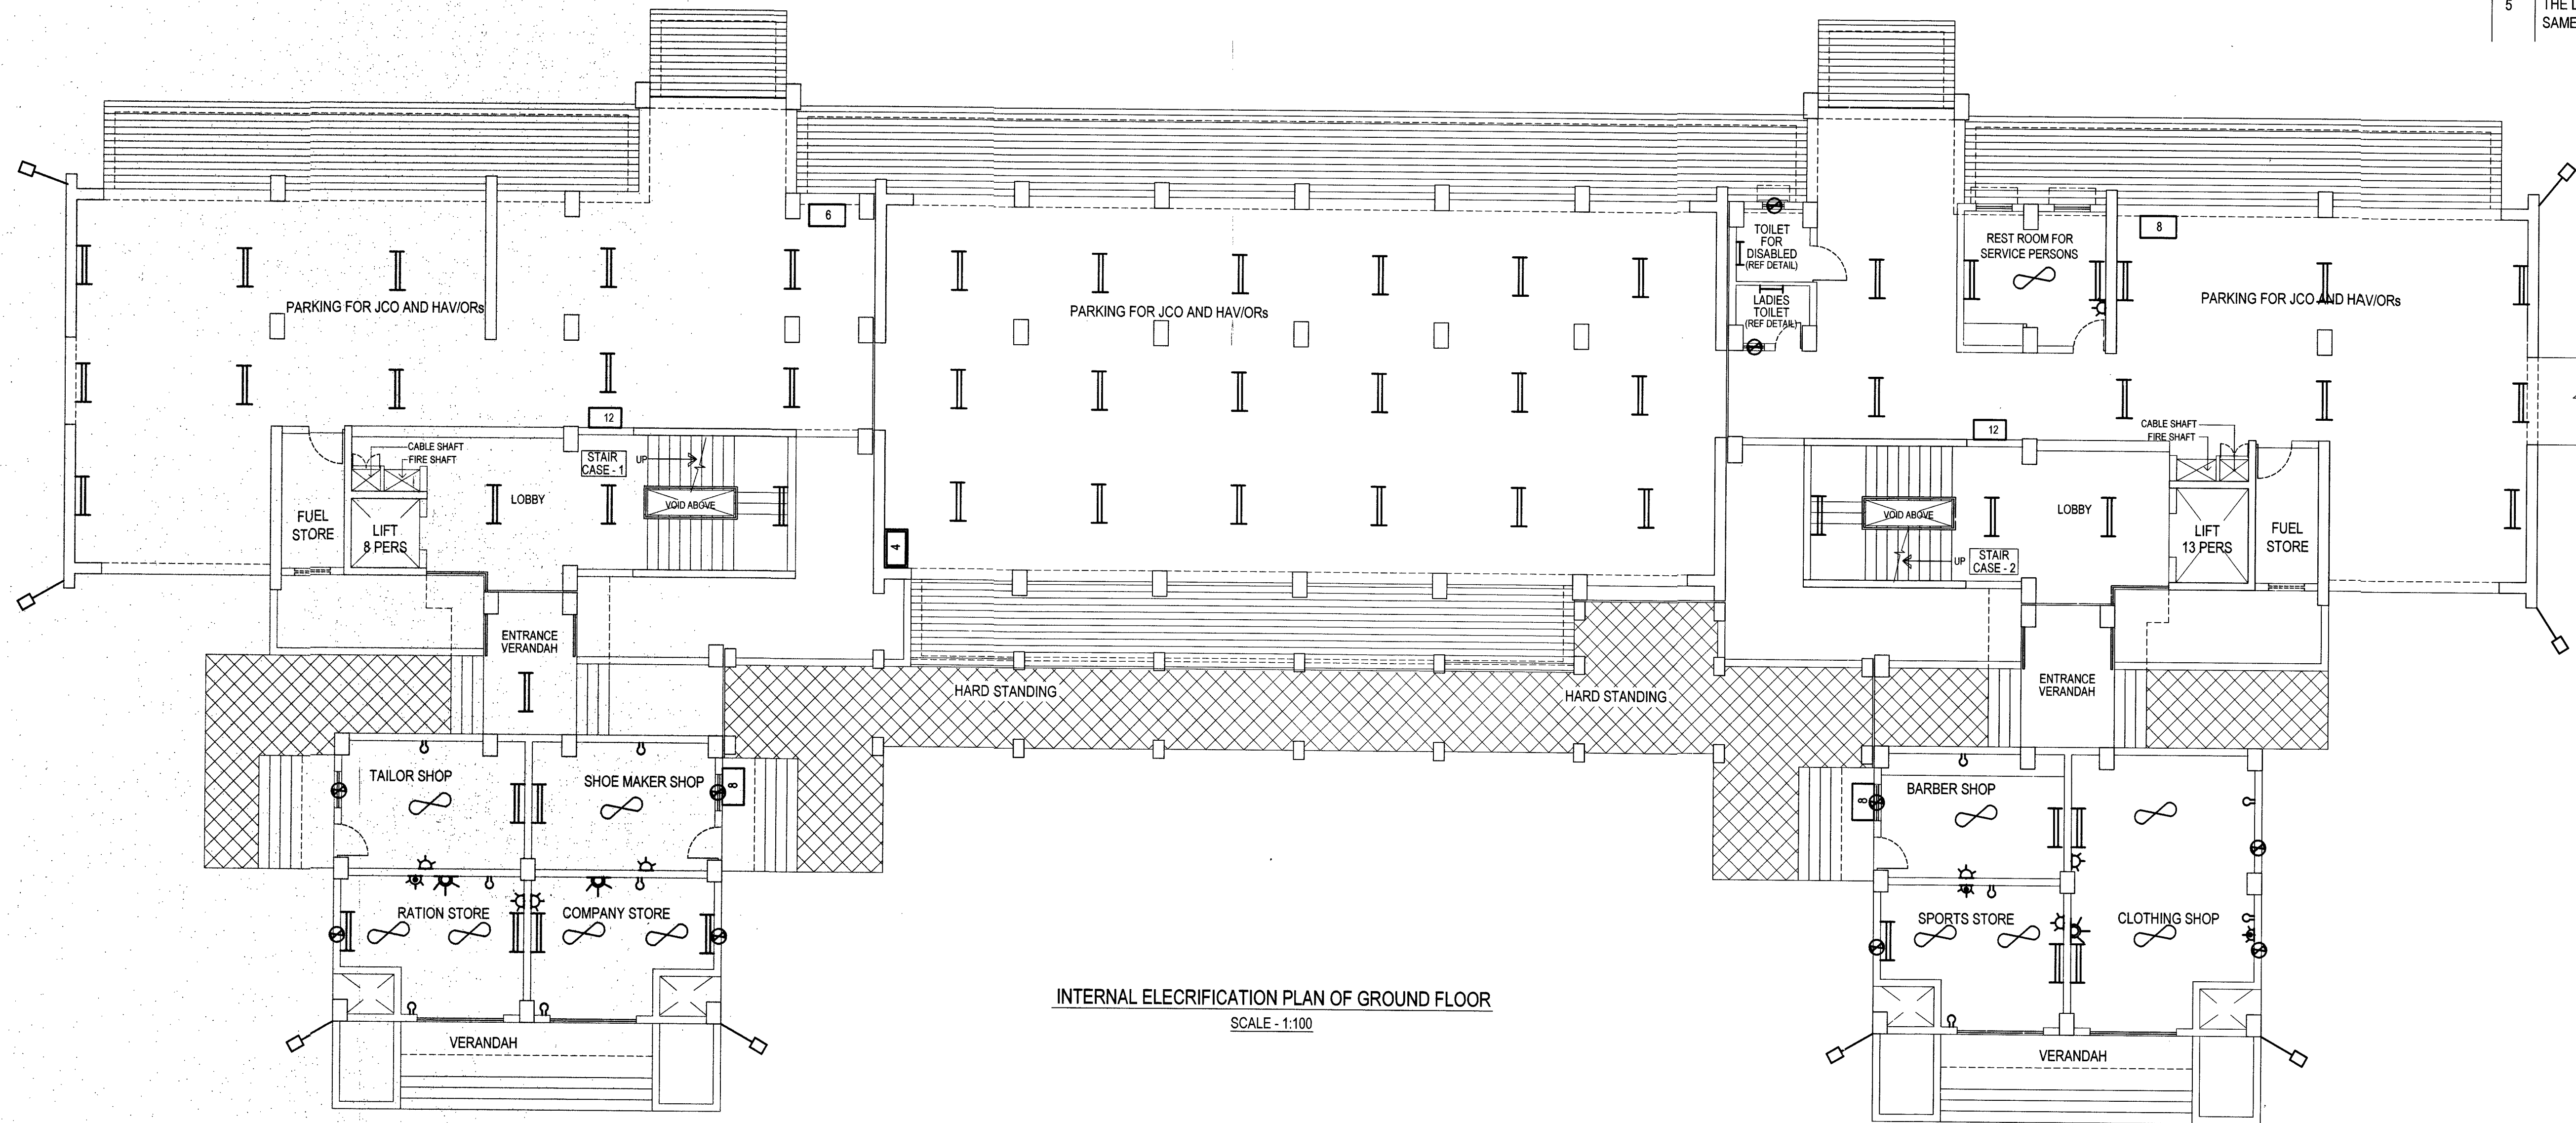 5
THE
SAME
6
8
TOILET
FOR
DISABLED
(REF DETAIL)
REST ROOM FOR
SERVICE PERSONS
LADIES
TOILET
(REF DETAIL)
PARKING FOR JCO AND HAV/ORs
PARKING FOR JCO AND HAV/ORs
PARKING FOR JCO AND HAV/ORs
12
12
CABLE SHAFT
FIRE SHAFT
STAIR
CASE - 1
UP
LOBBY
VOID ABOVE
FUEL
STORE
LIFT
8 PERS
4
CABLE SHAFT
FIRE SHAFT
VOID ABOVE
LOBBY
UP
STAIR
CASE - 2
LIFT
13 PERS
FUEL
STORE
ENTRANCE
VERANDAH
HARD STANDING
HARD STANDING
ENTRANCE
VERANDAH
TAILOR SHOP
SHOE MAKER SHOP
8
BARBER SHOP
8
RATION STORE
COMPANY STORE
SPORTS STORE
CLOTHING SHOP
INTERNAL ELECRIFICATION PLAN OF GROUND FLOOR
SCALE - 1:100
VERANDAH
VERANDAH